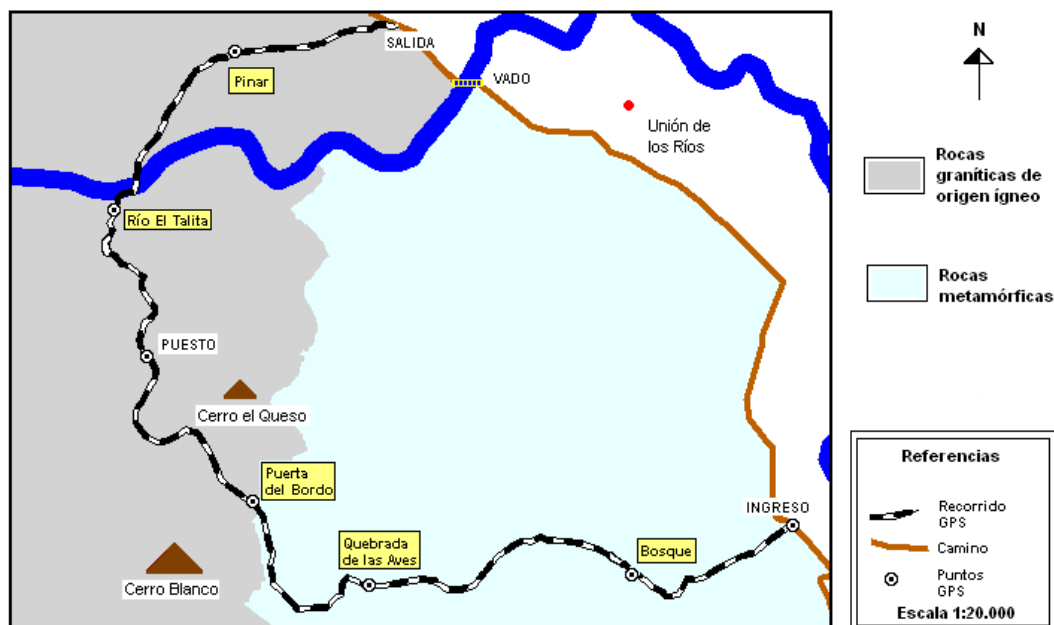 SALIDA
Pinar
VADO
Unión de
los Ríos
Río El Talita
PUESTO
Cerro el Queso
Puerta
del Bordo
Cerro Blanco
Quebrada
de las Aves
Bosque
INGRESO
N
Rocas
graníticas de
origen ígneo
Rocas
metamórficas
Referencias
Recorrido
GPS
Camino
Puntos
GPS
Escala 1:20.000